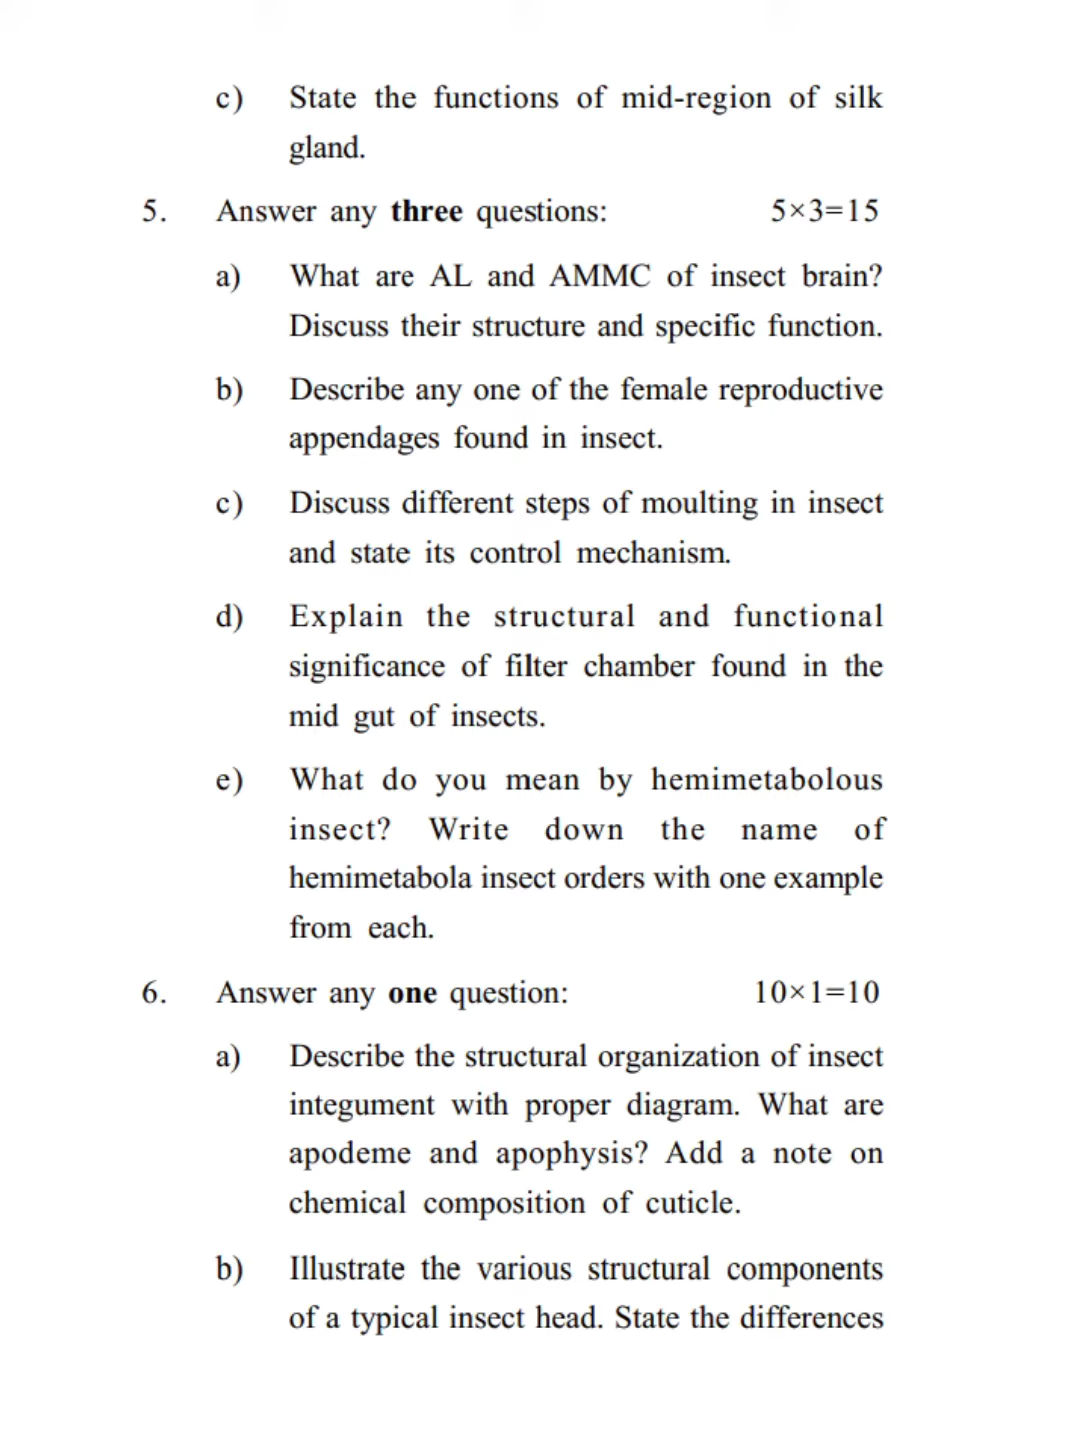 c) State the functions of mid-region of silk
gland.
5. Answer any three questions: 5×3=15
a) What are AL and AMMC of insect brain?
Discuss their structure and specific function.
b) Describe any one of the female reproductive
appendages found in insect.
c) Discuss different steps of moulting in insect
and state its control mechanism.
d) Explain the structural and functional
significance of filter chamber found in the
mid gut of insects.
e) What do you mean by hemimetabolous
insect? Write down the name of
hemimetabola insect orders with one example
from each.
6. Answer any one question: 10×1=10
a) Describe the structural organization of insect
integument with proper diagram. What are
apodeme and apophysis? Add a note on
chemical composition of cuticle.
b) Illustrate the various structural components
of a typical insect head. State the differences